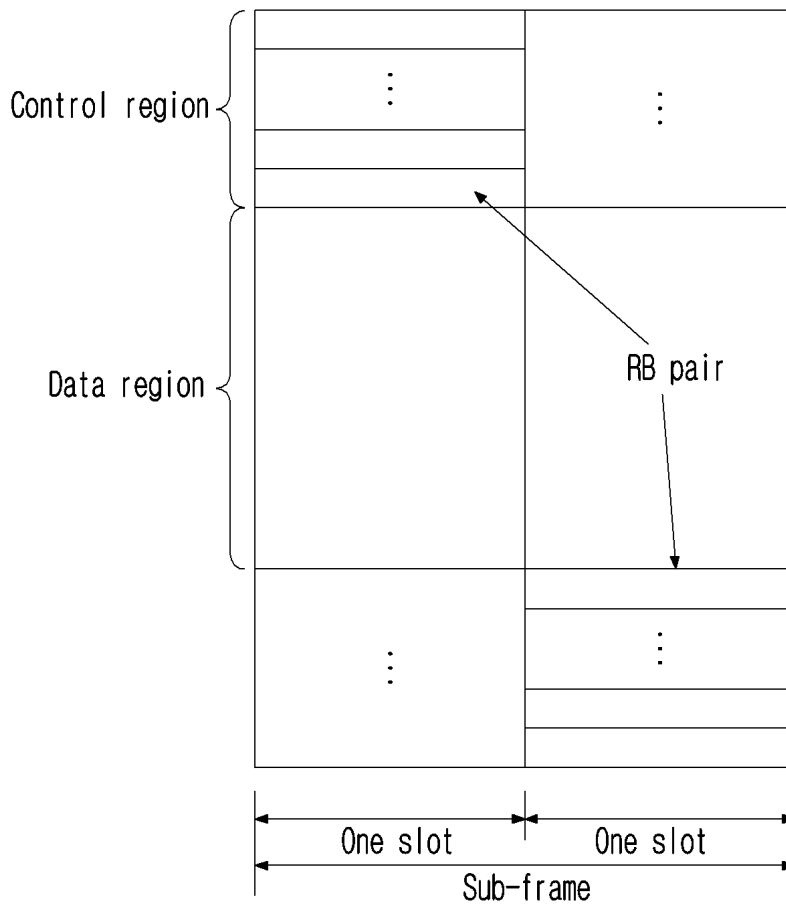 Control region
Data region
RB pair
One slot
One slot
Sub-frame